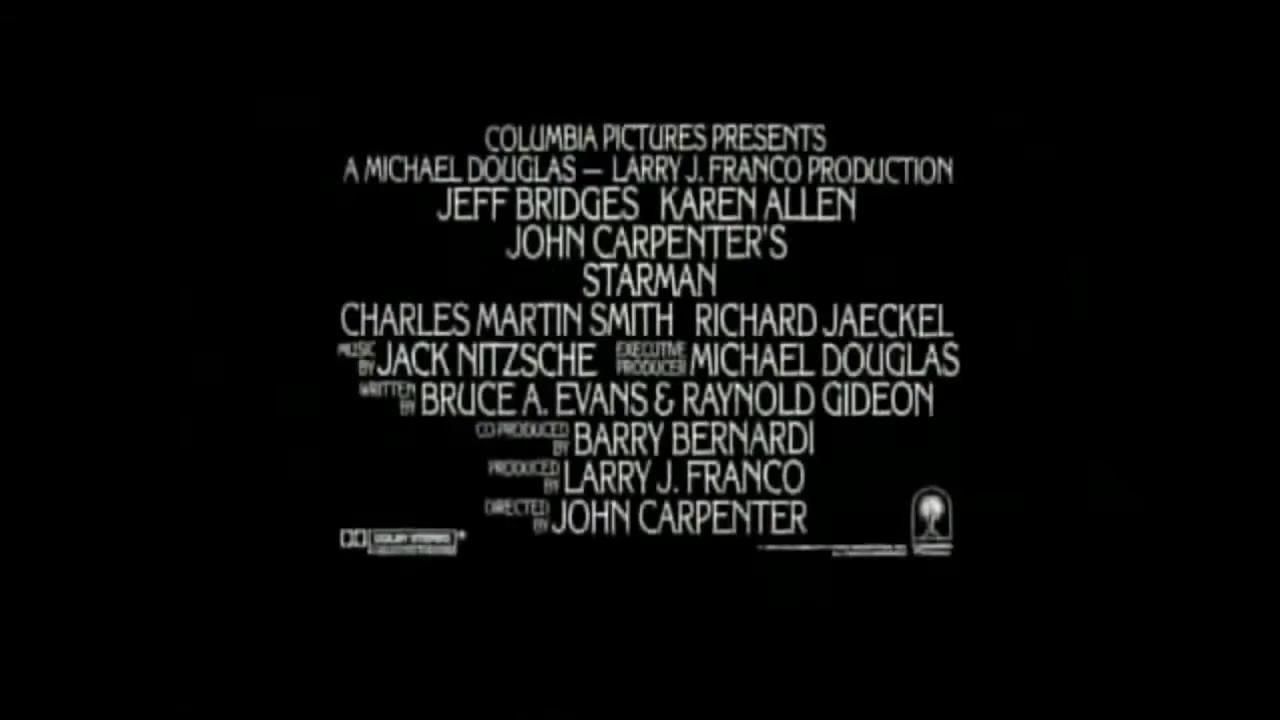 COLUMBIA PICTURES PRESENTS
A MICHAEL DOUGLAS — LARRY J. FRANCO PRODUCTION
JEFF BRIDGES KAREN ALLEN
JOHN CARPENTER'S
STARMAN
CHARLES MARTIN SMITH RICHARD JAECKEL
MUSIC BY JACK NITZSCHE EXECUTIVE PRODUCER MICHAEL DOUGLAS
WRITTEN BY BRUCE A. EVANS & RAYNOLD GIDEON
CO-PRODUCED BY BARRY BERNARDI
PRODUCED BY LARRY J. FRANCO
DIRECTED BY JOHN CARPENTER
DOLBY STEREO